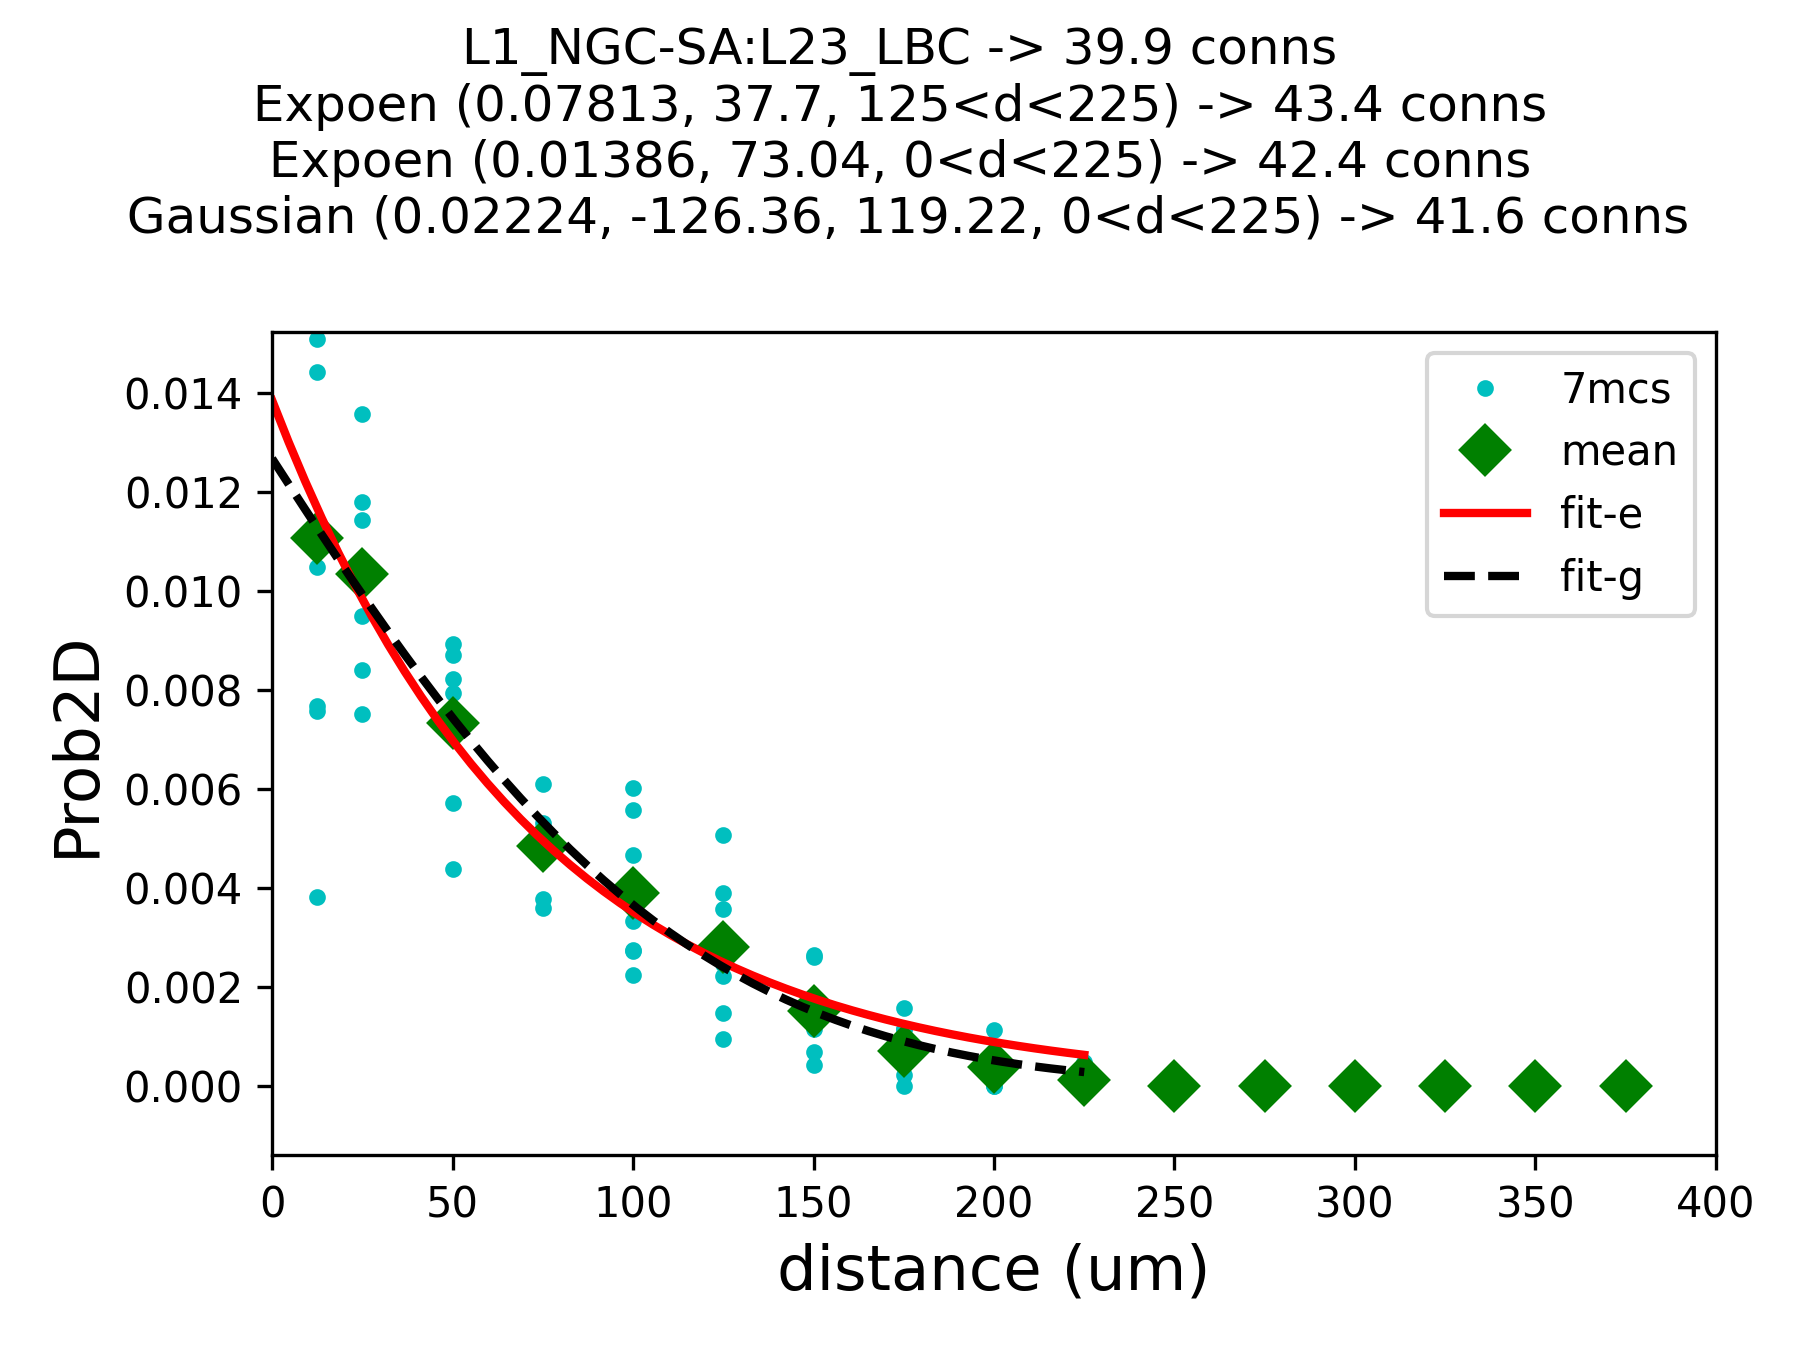 L1_NGC-SA:L23_LBC -> 39.9 conns
Expoen (0.07813, 37.7, 125<d<225) -> 43.4 conns
Expoen (0.01386, 73.04, 0<d<225) -> 42.4 conns
Gaussian (0.02224, -126.36, 119.22, 0<d<225) -> 41.6 conns
7mcs
mean
fit-e
fit-g
Prob2D
0.014
0.012
0.010
0.008
0.006
0.004
0.002
0.000
0 50 100 150 200 250 300 350 400
distance (um)